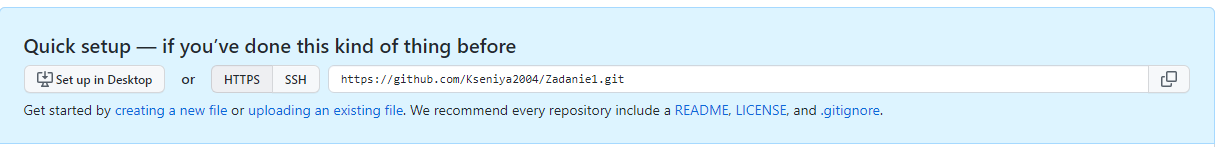 Quick setup — if you’ve done this kind of thing before
Set up in Desktop or HTTPS SSH https://github.com/Kseniya2004/Zadanie1.git
Get started by creating a new file or uploading an existing file. We recommend every repository include a README, LICENSE, and .gitignore.